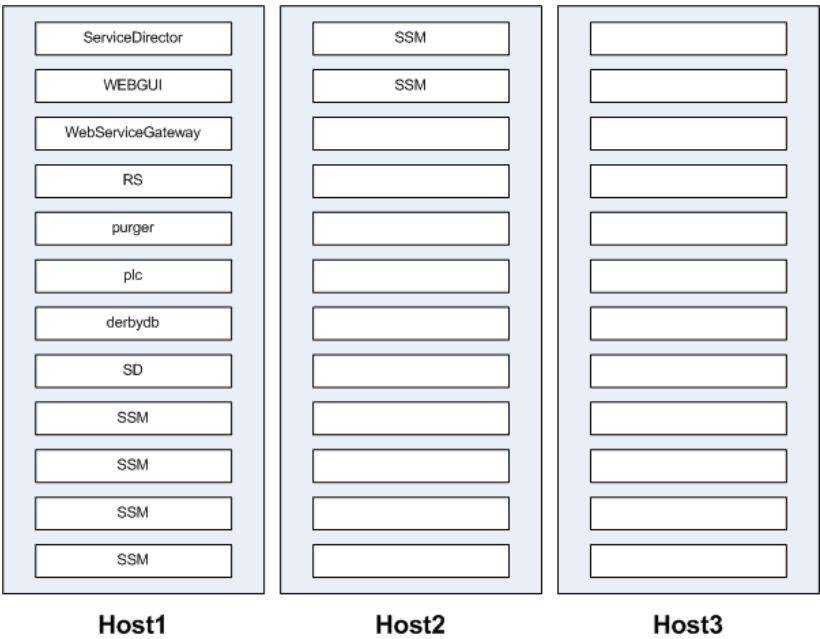 ServiceDirector
WEBGUI
WebServiceGateway
RS
purger
plc
derbydb
SD
SSM
SSM
SSM
SSM
Host1
SSM
SSM
Host2
Host3